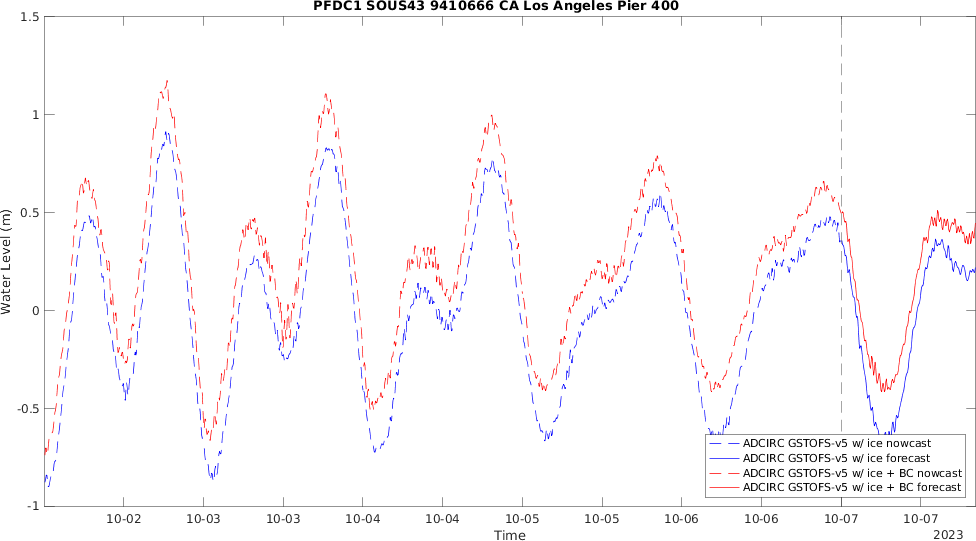 PFDC1 SOUS43 9410666 CA Los Angeles Pier 400
1.5
1
0.5
0
-0.5
-1
Water Level (m)
10-02
10-03
10-03
10-04
10-04
10-05
10-05
10-06
10-06
10-07
10-07
Time
2023
ADCIRC GSTOFS-v5 w/ ice nowcast
ADCIRC GSTOFS-v5 w/ ice forecast
ADCIRC GSTOFS-v5 w/ ice + BC nowcast
ADCIRC GSTOFS-v5 w/ ice + BC forecast